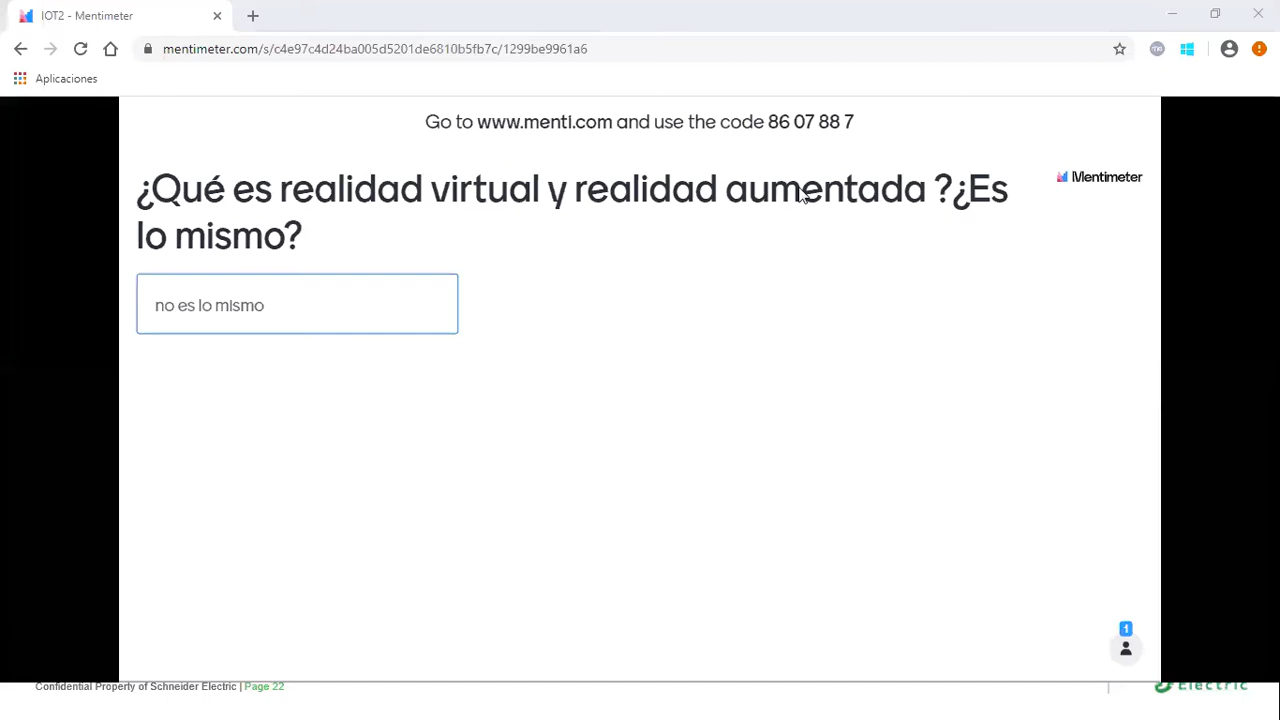 IOT2 - Mentimeter
mentimeter.com/s/c4e97c4d24ba005d5201de6810b5fb7c/1299be9961a6
Aplicaciones
Go to www.menti.com and use the code 86 07 88 7
¿Qué es realidad virtual y realidad aumentada ?¿Es
lo mismo?
Mentimeter
no es lo mismo
1
Confidential Property of Schneider Electric | Page 22
Electric